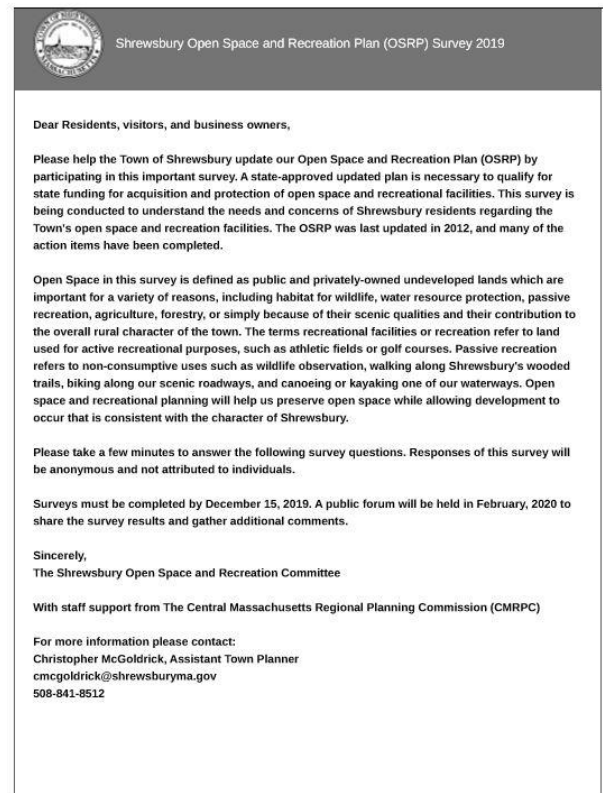 TOWN OF SHREWSBURY
MASSACHUSETTS
Shrewsbury Open Space and Recreation Plan (OSRP) Survey 2019
Dear Residents, visitors, and business owners,
Please help the Town of Shrewsbury update our Open Space and Recreation Plan (OSRP) by
participating in this important survey. A state-approved updated plan is necessary to qualify for
state funding for acquisition and protection of open space and recreational facilities. This survey is
being conducted to understand the needs and concerns of Shrewsbury residents regarding the
Town's open space and recreation facilities. The OSRP was last updated in 2012, and many of the
action items have been completed.
Open Space in this survey is defined as public and privately-owned undeveloped lands which are
important for a variety of reasons, including habitat for wildlife, water resource protection, passive
recreation, agriculture, forestry, or simply because of their scenic qualities and their contribution to
the overall rural character of the town. The terms recreational facilities or recreation refer to land
used for active recreational purposes, such as athletic fields or golf courses. Passive recreation
refers to non-consumptive uses such as wildlife observation, walking along Shrewsbury's wooded
trails, biking along our scenic roadways, and canoeing or kayaking one of our waterways. Open
space and recreational planning will help us preserve open space while allowing development to
occur that is consistent with the character of Shrewsbury.
Please take a few minutes to answer the following survey questions. Responses of this survey will
be anonymous and not attributed to individuals.
Surveys must be completed by December 15, 2019. A public forum will be held in February, 2020 to
share the survey results and gather additional comments.
Sincerely,
The Shrewsbury Open Space and Recreation Committee
With staff support from The Central Massachusetts Regional Planning Commission (CMRPC)
For more information please contact:
Christopher McGoldrick, Assistant Town Planner
cmcgoldrick@shrewsburyma.gov
508-841-8512